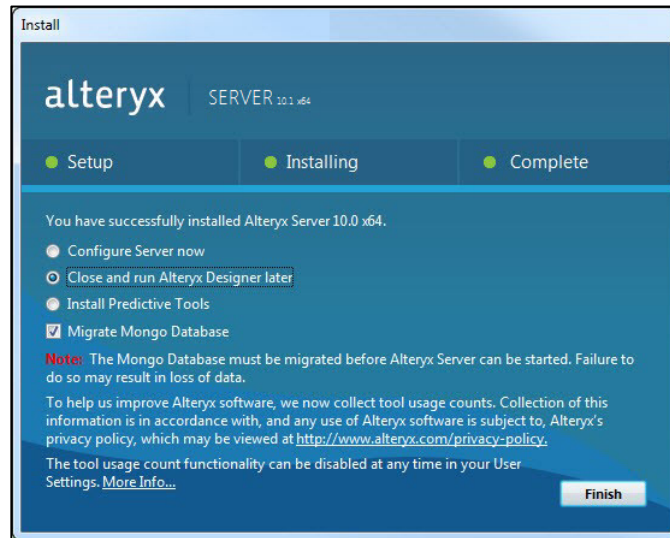 Install
alteryx SERVER 10.1 x64
Setup Installing Complete
You have successfully installed Alteryx Server 10.0 x64.
Configure Server now
Close and run Alteryx Designer later
Install Predictive Tools
Migrate Mongo Database
Note: The Mongo Database must be migrated before Alteryx Server can be started. Failure to
do so may result in loss of data.
To help us improve Alteryx software, we now collect tool usage counts. Collection of this
information is in accordance with, and any use of Alteryx software is subject to, Alteryx's
privacy policy, which may be viewed at http://www.alteryx.com/privacy-policy.
The tool usage count functionality can be disabled at any time in your User
Settings. More Info...
Finish